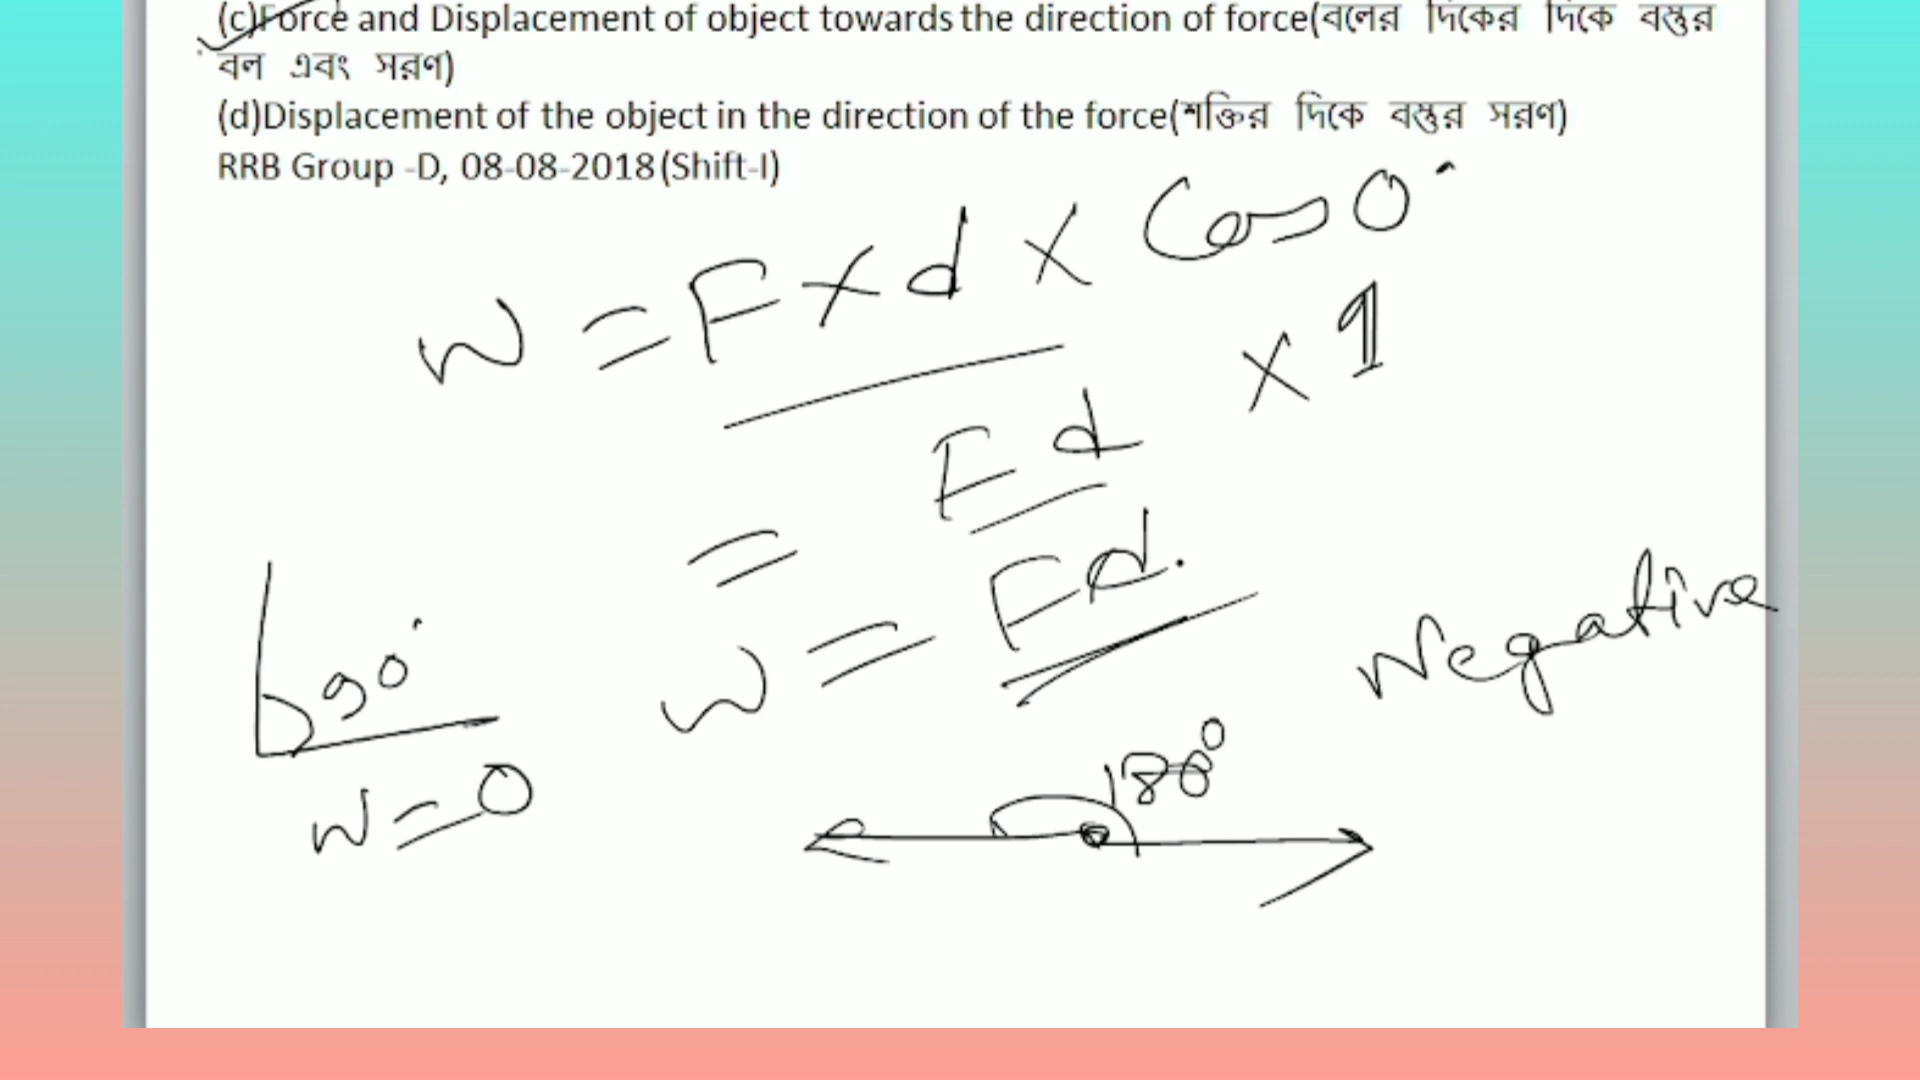 (c)Force and Displacement of object towards the direction of force(বলের দিকের দিকে বস্তুর
বল এবং সরণ)
(d)Displacement of the object in the direction of the force(শক্তির দিকে বস্তুর সরণ)
RRB Group -D, 08-08-2018(Shift-I)
W = F × d × Cos 0°
× 1
= Fd
W = Fd.
Negative
90°
W = 0
180°